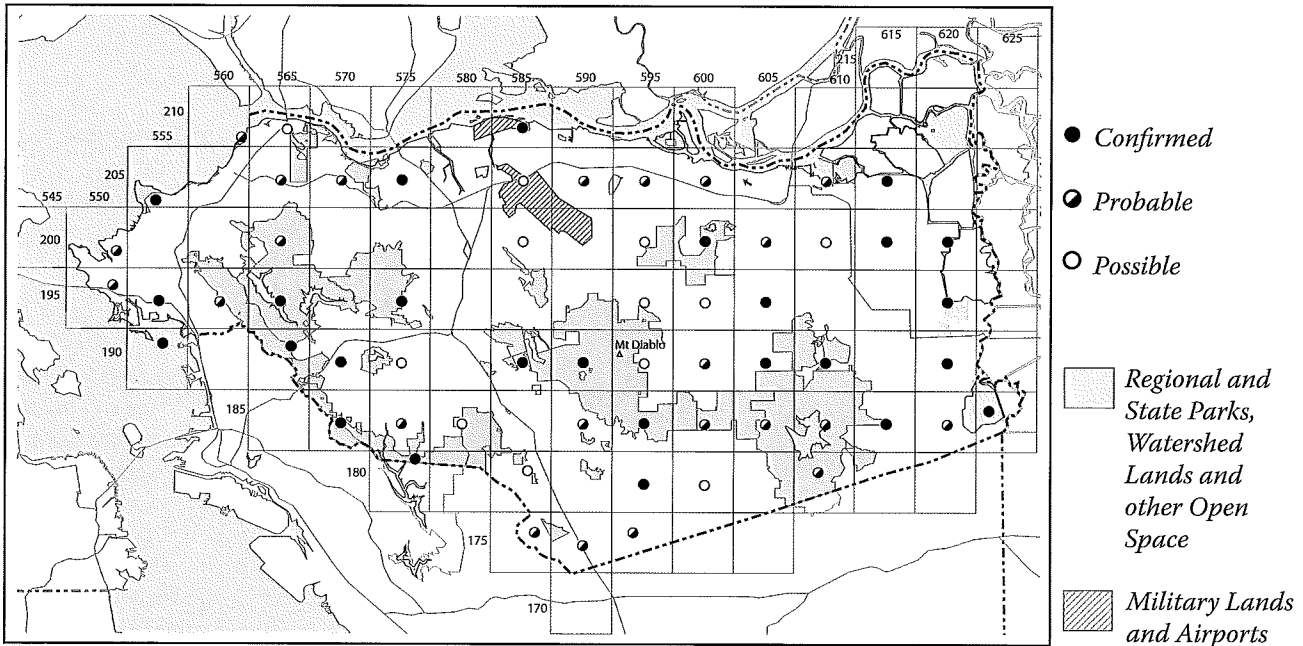 615 620 625
215
560 565 570 575 580 585 590 595 600 605 610
210
555
205
545 550
200
195
Mt Diablo
190
185
180
175
170
Confirmed
Probable
Possible
Regional and
State Parks,
Watershed
Lands and
other Open
Space
Military Lands
and Airports